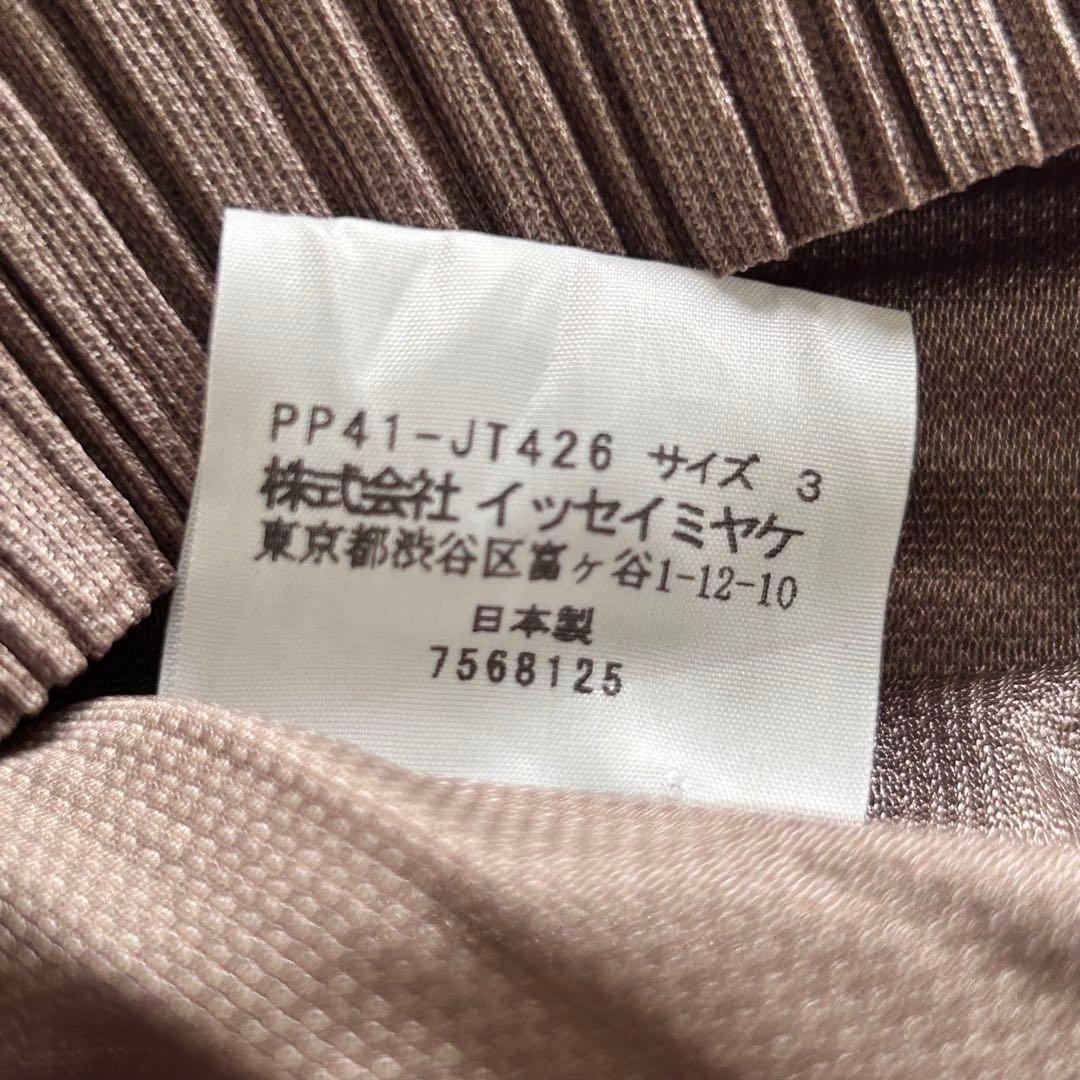 PP41-JT426 サイズ 3
株式会社 イッセイミヤケ
東京都渋谷区富ヶ谷1-12-10
日本製
7568125